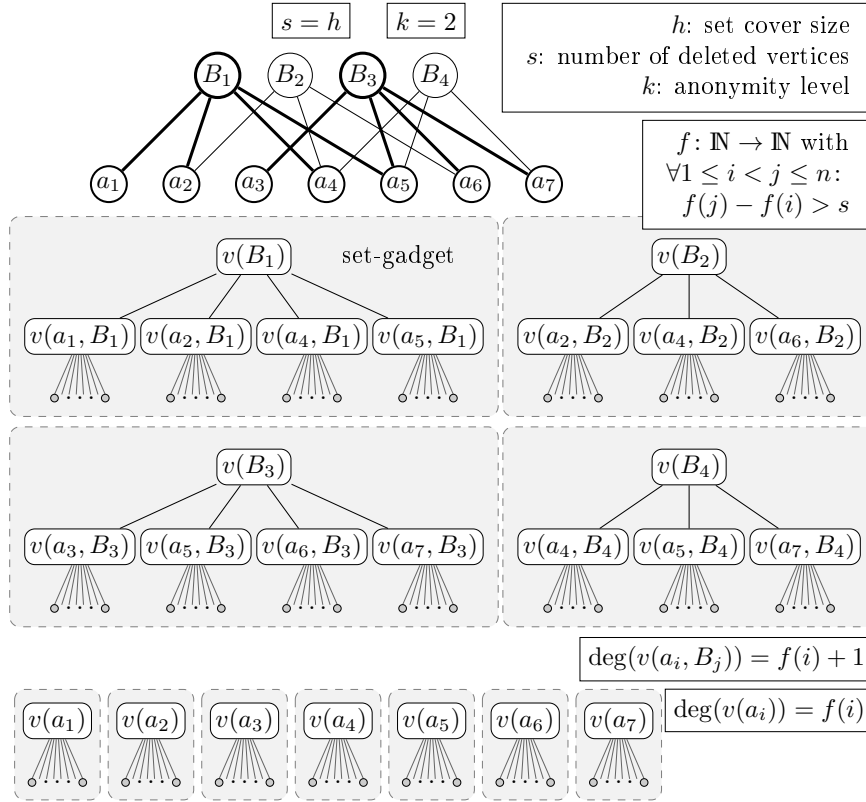 s = h
k = 2
h: set cover size
s: number of deleted vertices
k: anonymity level
B₁ B₂ B₃ B₄
f: ℕ → ℕ with
∀1 ≤ i < j ≤ n:
f(j) − f(i) > s
a₁ a₂ a₃ a₄ a₅ a₆ a₇
v(B₁) set-gadget
v(a₁, B₁) v(a₂, B₁) v(a₄, B₁) v(a₅, B₁)
v(B₂)
v(a₂, B₂) v(a₄, B₂) v(a₆, B₂)
v(B₃)
v(a₃, B₃) v(a₅, B₃) v(a₆, B₃) v(a₇, B₃)
v(B₄)
v(a₄, B₄) v(a₅, B₄) v(a₇, B₄)
deg(v(aᵢ, Bⱼ)) = f(i) + 1
deg(v(aᵢ)) = f(i)
v(a₁) v(a₂) v(a₃) v(a₄) v(a₅) v(a₆) v(a₇)